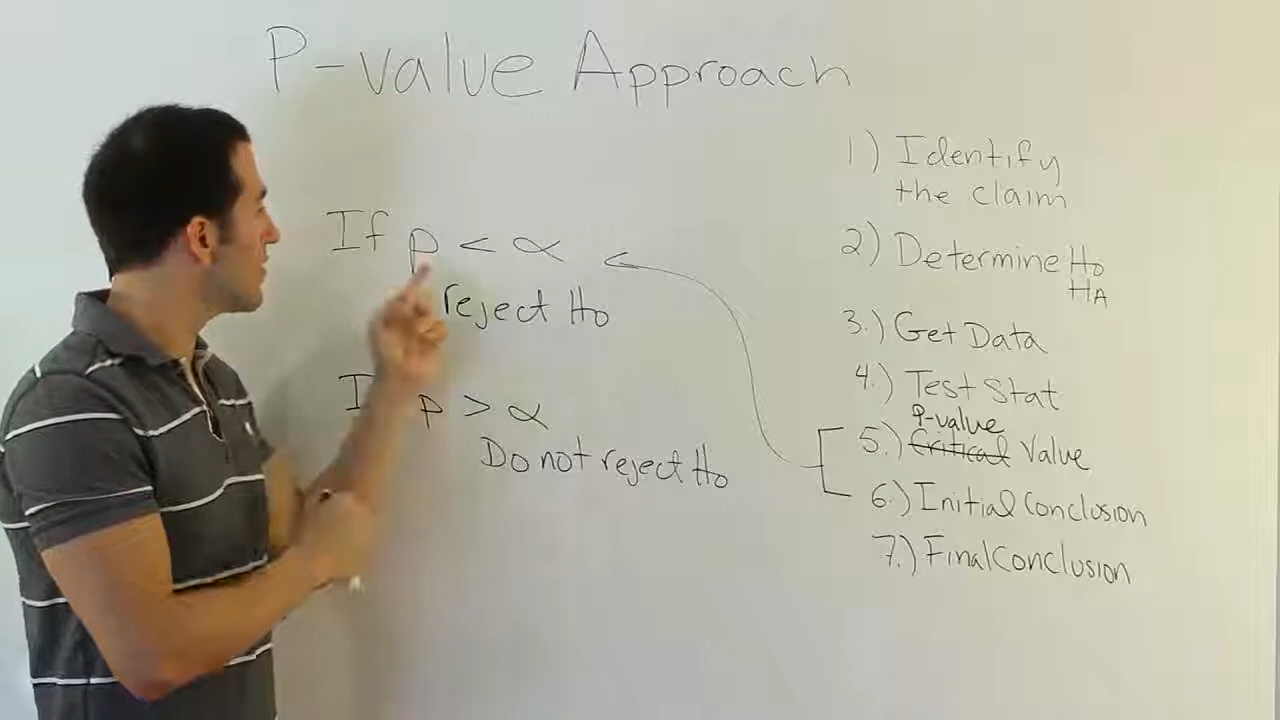 P-value Approach
If p < α
reject Ho
p > α
Do not reject Ho
1) Identify
the claim
2) Determine Ho
HA
3.) Get Data
4.) Test Stat
P-value
5.) Critical Value
6.) Initial Conclusion
7.) Final Conclusion